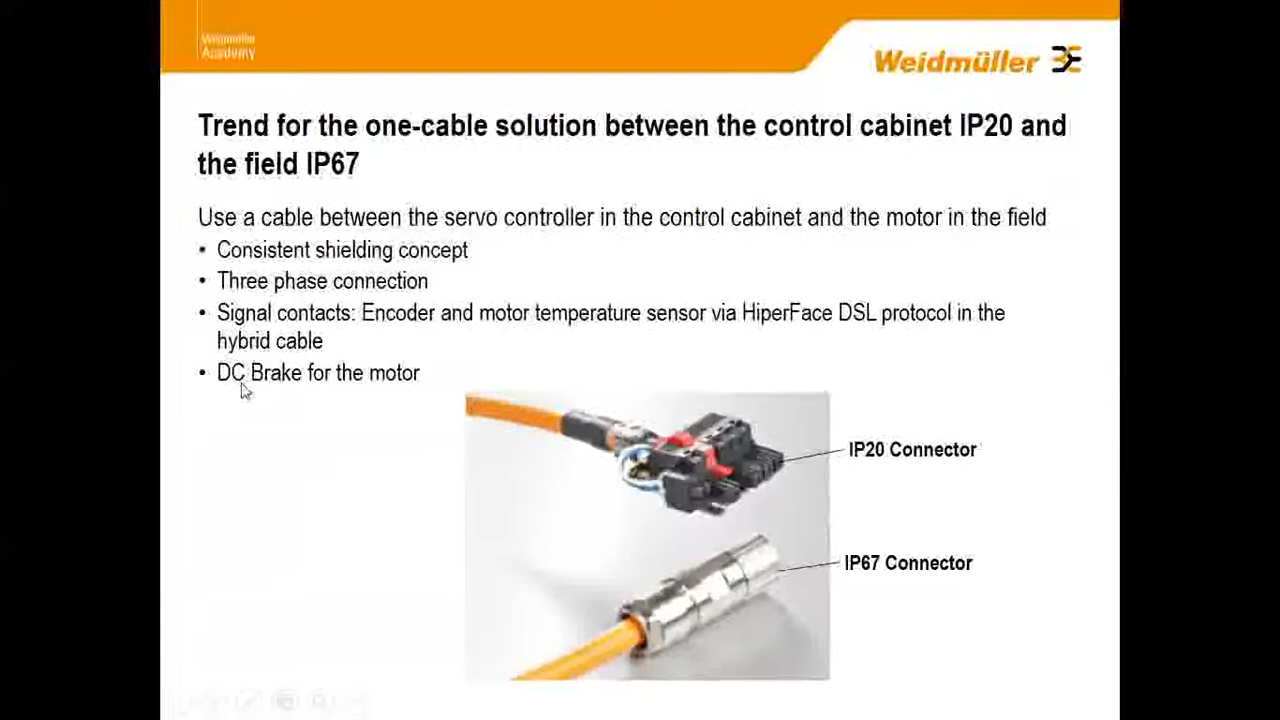 Weidmüller
Academy
Weidmüller
Trend for the one-cable solution between the control cabinet IP20 and
the field IP67
Use a cable between the servo controller in the control cabinet and the motor in the field
• Consistent shielding concept
• Three phase connection
• Signal contacts: Encoder and motor temperature sensor via HiperFace DSL protocol in the
hybrid cable
• DC Brake for the motor
IP20 Connector
IP67 Connector